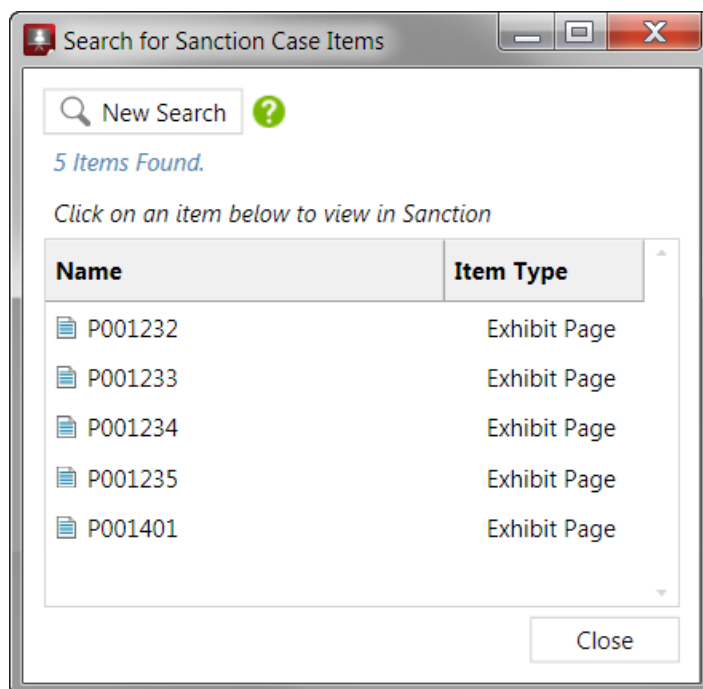 Search for Sanction Case Items
New Search
5 Items Found.
Click on an item below to view in Sanction
Name Item Type
P001232 Exhibit Page
P001233 Exhibit Page
P001234 Exhibit Page
P001235 Exhibit Page
P001401 Exhibit Page
Close